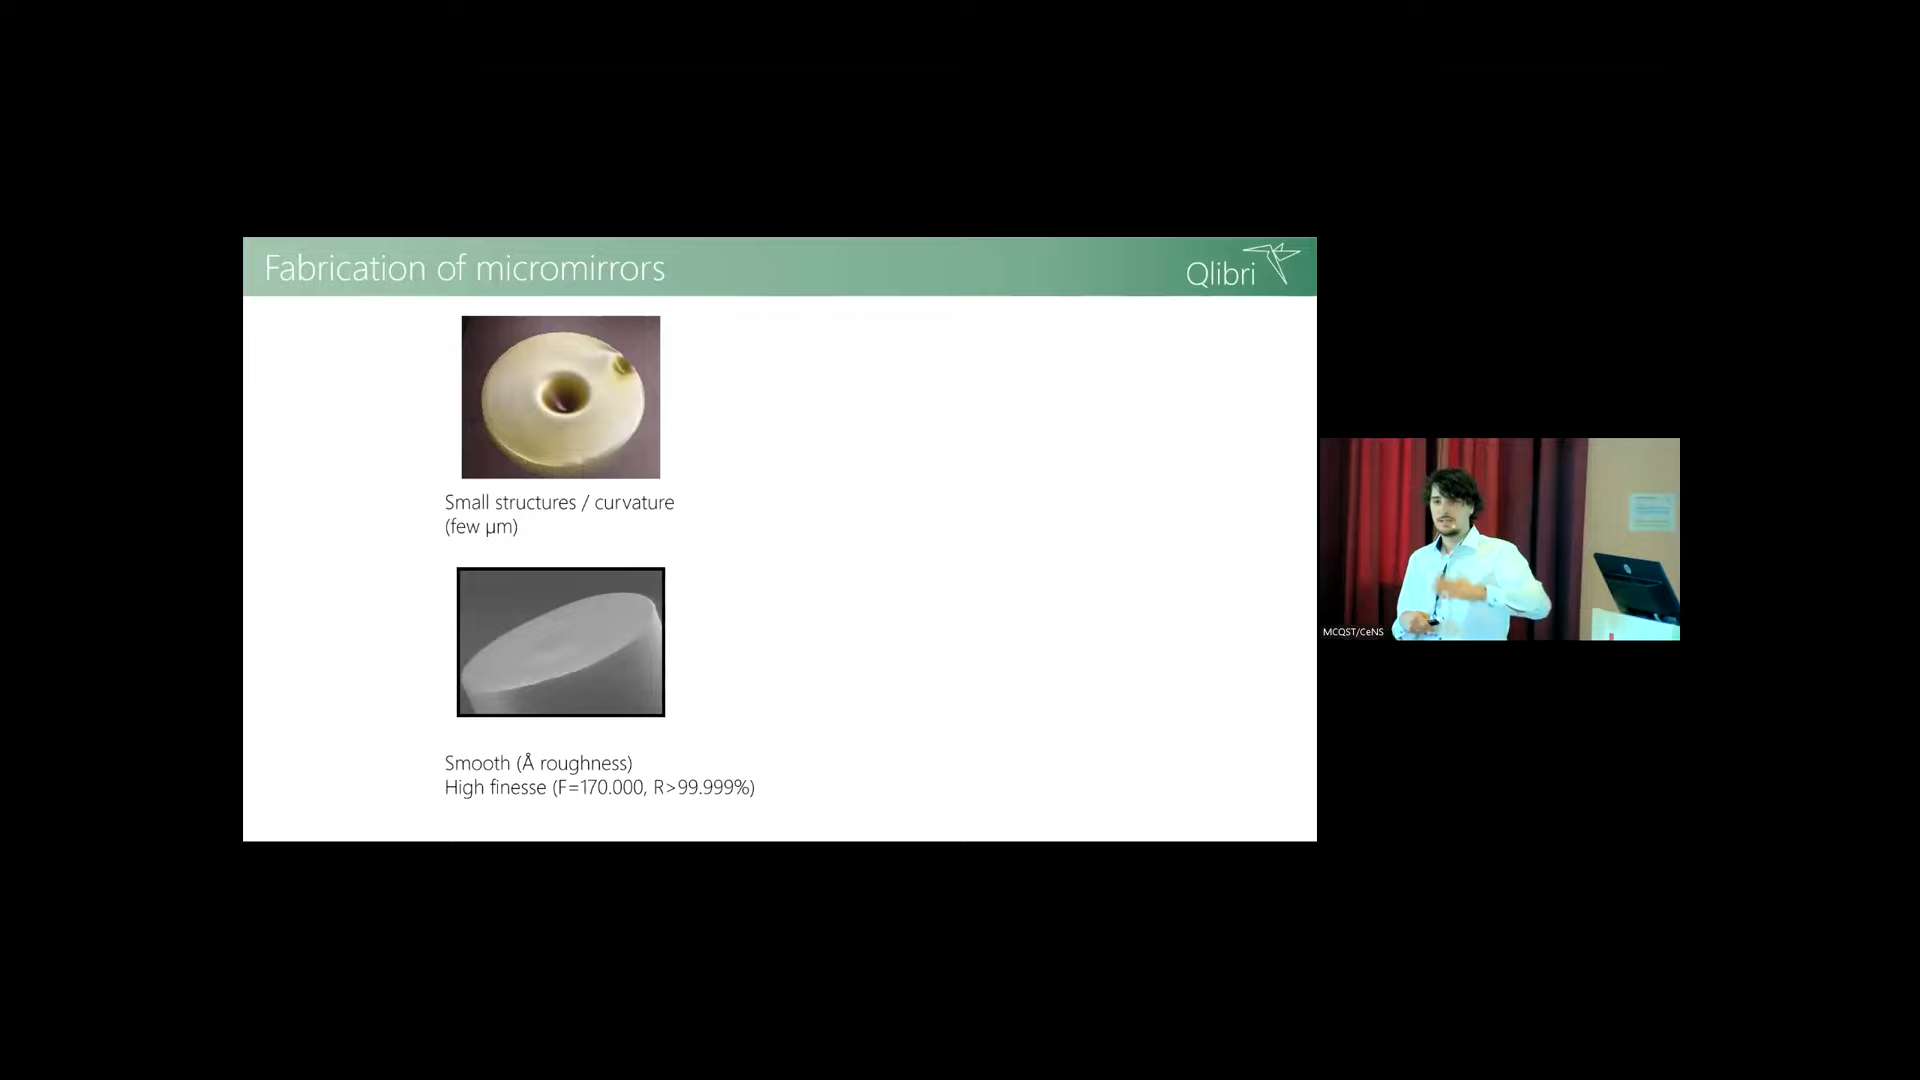 Fabrication of micromirrors
Qlibri
Small structures / curvature
(few µm)
Smooth (Å roughness)
High finesse (F=170.000, R>99.999%)
MCQST/CeNS